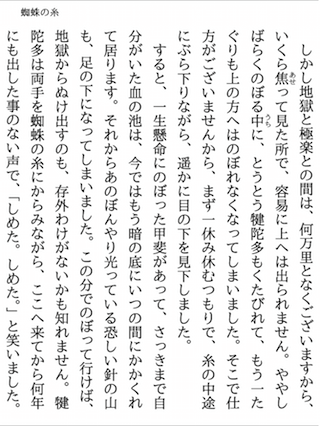 蜘蛛の糸
しかし地獄と極楽との間は、何万里となくございますから、
いくら焦って見た所で、容易に上へは出られません。ややし
ばらくのぼる中に、とうとう犍陀多もくたびれて、もう一た
ぐりも上の方へはのぼれなくなってしまいました。そこで仕
方がございませんから、まず一休み休むつもりで、糸の中途
にぶら下りながら、遥かに目の下を見下しました。
すると、一生懸命にのぼった甲斐があって、さっきまで自
分がいた血の池は、今ではもう暗の底にいつの間にかかくれ
て居ります。それからあのぼんやり光っている恐しい針の山
も、足の下になってしまいました。この分でのぼって行けば、
地獄からぬけ出すのも、存外わけがないかも知れません。犍
陀多は両手を蜘蛛の糸にからみながら、ここへ来てから何年
にも出した事のない声で、「しめた。しめた。」と笑いました。